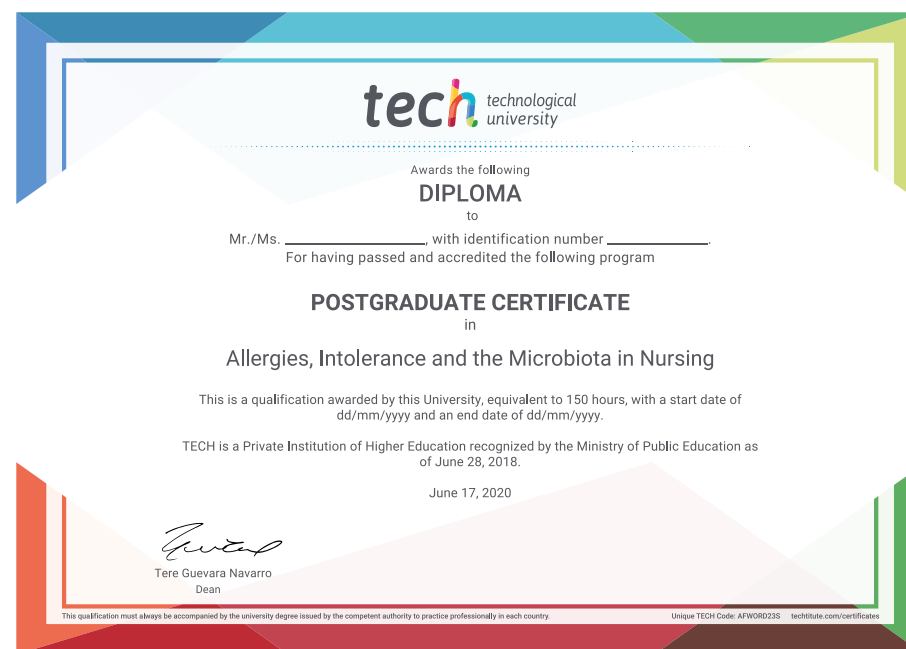 tech technological
university
Awards the following
DIPLOMA
to
Mr./Ms. ____________, with identification number ____________.
For having passed and accredited the following program
POSTGRADUATE CERTIFICATE
in
Allergies, Intolerance and the Microbiota in Nursing
This is a qualification awarded by this University, equivalent to 150 hours, with a start date of
dd/mm/yyyy and an end date of dd/mm/yyyy.
TECH is a Private Institution of Higher Education recognized by the Ministry of Public Education as
of June 28, 2018.
June 17, 2020
Tere Guevara Navarro
Dean
This qualification must always be accompanied by the university degree issued by the competent authority to practice professionally in each country.
Unique TECH Code: AFWORD23S techtitute.com/certificates